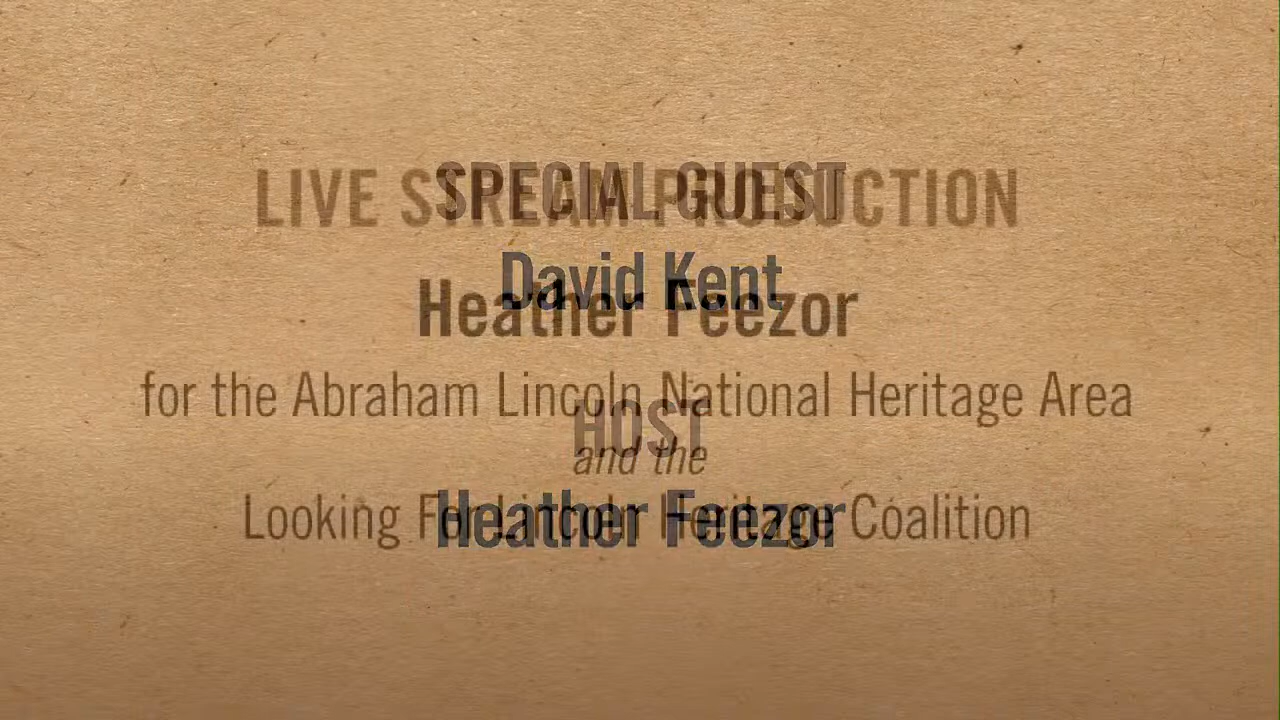 SPECIAL GUEST
David Kent
HOST
Heather Feezor
LIVE STREAM PRODUCTION
Heather Feezor
for the Abraham Lincoln National Heritage Area
and the
Looking For Lincoln Heritage Coalition